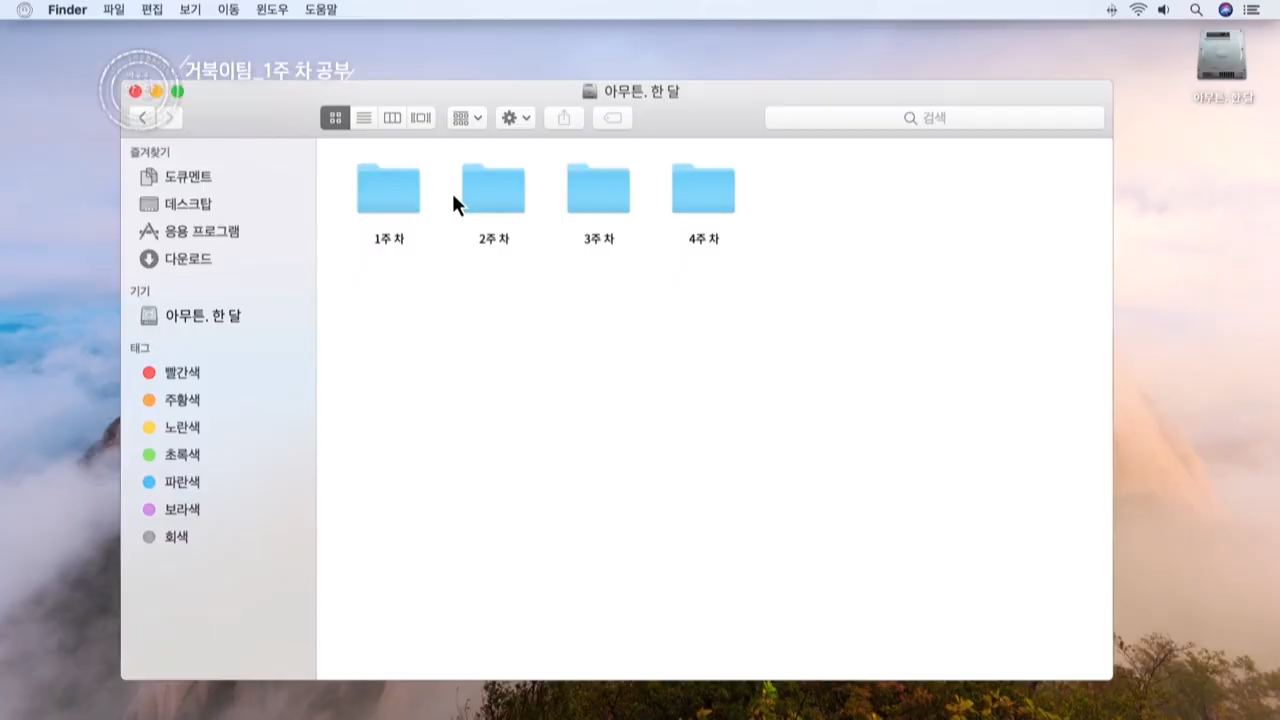 Finder 파일 편집 보기 이동 윈도우 도움말
거북이팀_1주 차 공부
아무튼, 한 달
아무튼, 한 달
검색
즐겨찾기
도큐멘트
데스크탑
응용 프로그램
다운로드
기기
아무튼, 한 달
태그
빨간색
주황색
노란색
초록색
파란색
보라색
회색
1주 차 2주 차 3주 차 4주 차